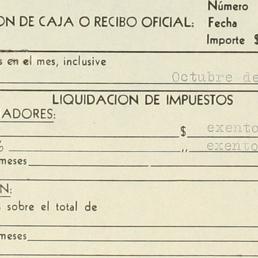 Número
ON DE CAJA O RECIBO OFICIAL: Fecha
Importe $
s en el mes, inclusive
Octubre de
LIQUIDACION DE IMPUESTOS
ADORES:
$ exento
% ,, exento
meses
N:
s sobre el total de
meses